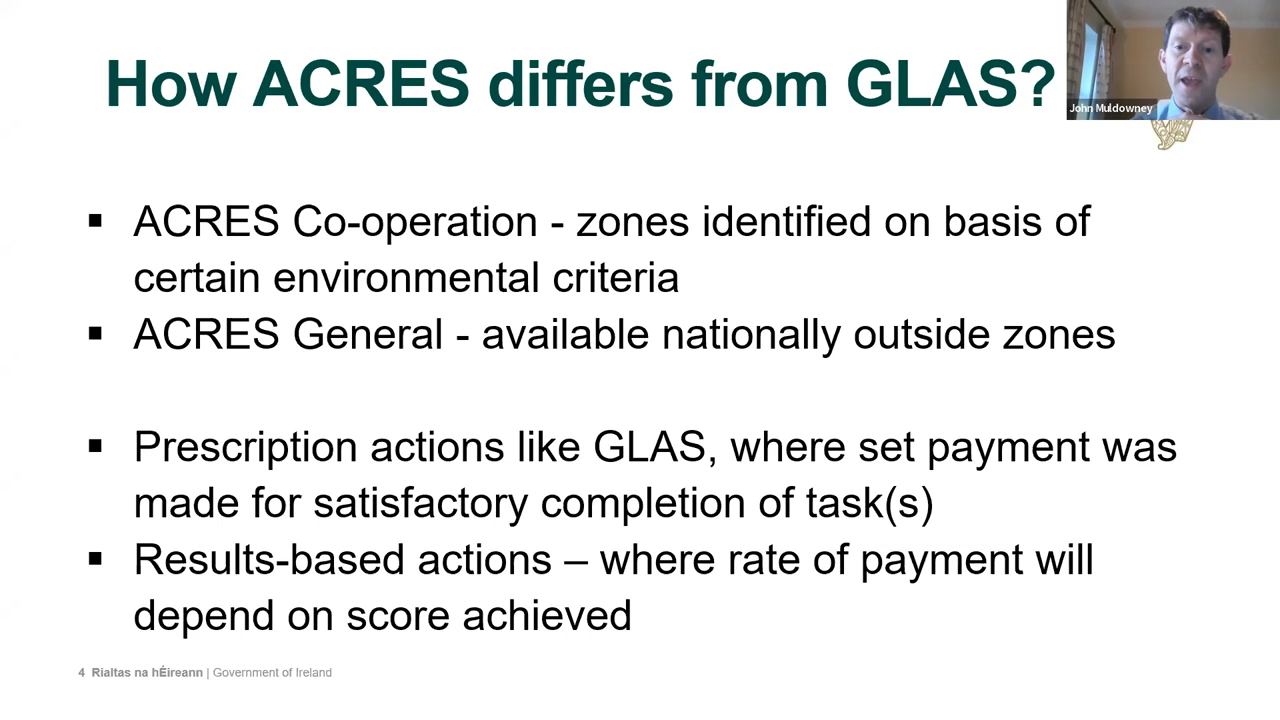 How ACRES differs from GLAS?
John Muldowney
▪ ACRES Co-operation - zones identified on basis of
certain environmental criteria
▪ ACRES General - available nationally outside zones
▪ Prescription actions like GLAS, where set payment was
made for satisfactory completion of task(s)
▪ Results-based actions – where rate of payment will
depend on score achieved
4 Rialtas na hÉireann | Government of Ireland